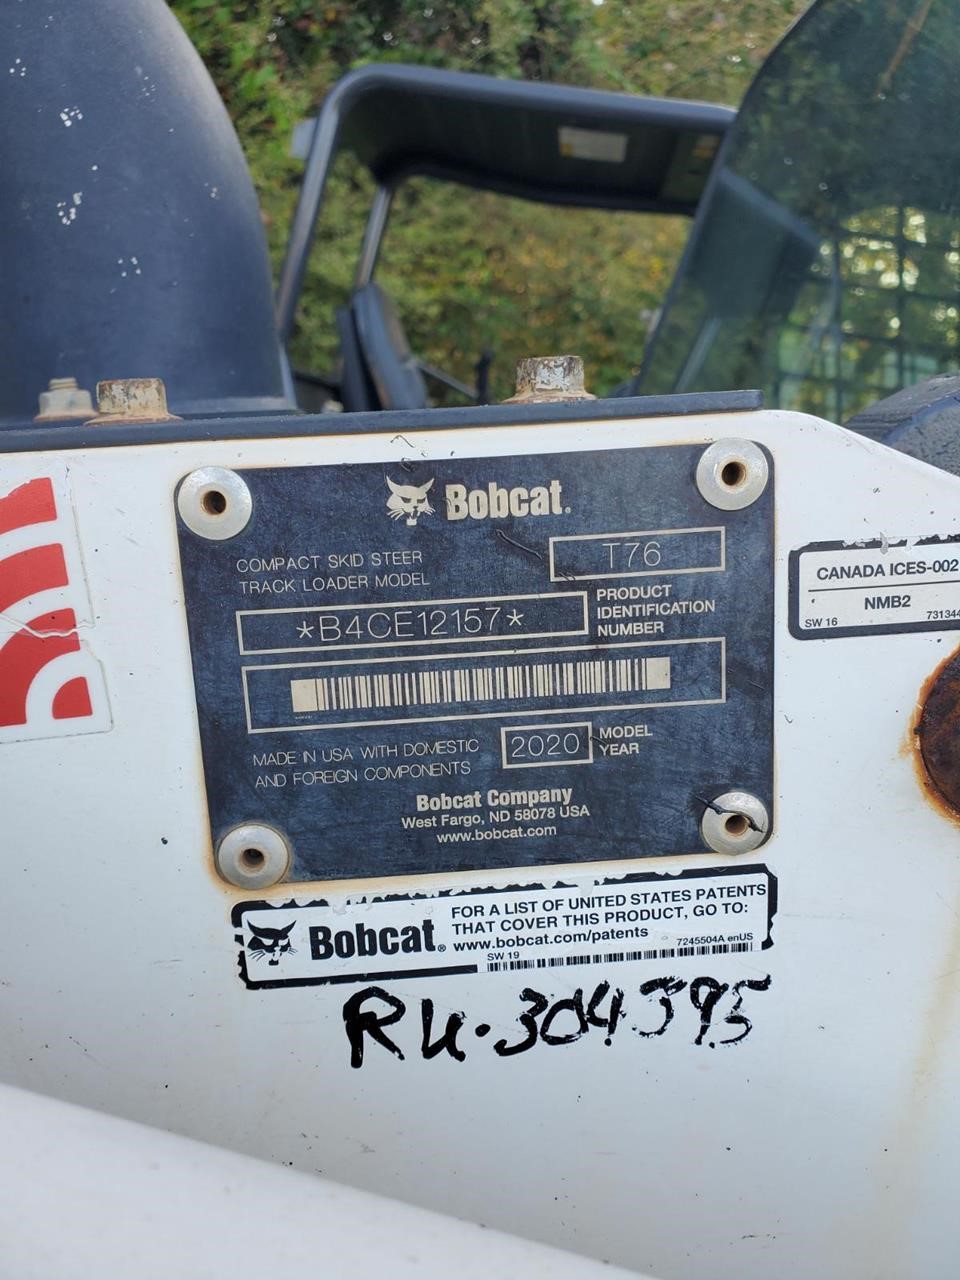 Bobcat®
COMPACT SKID STEER
TRACK LOADER MODEL
T76
*B4CE12157*
PRODUCT
IDENTIFICATION
NUMBER
MADE IN USA WITH DOMESTIC
AND FOREIGN COMPONENTS
2020
MODEL
YEAR
Bobcat Company
West Fargo, ND 58078 USA
www.bobcat.com
CANADA ICES-002
NMB2
SW 16
731344
Bobcat®
FOR A LIST OF UNITED STATES PATENTS
THAT COVER THIS PRODUCT, GO TO:
www.bobcat.com/patents
7245504A enUS
SW 19